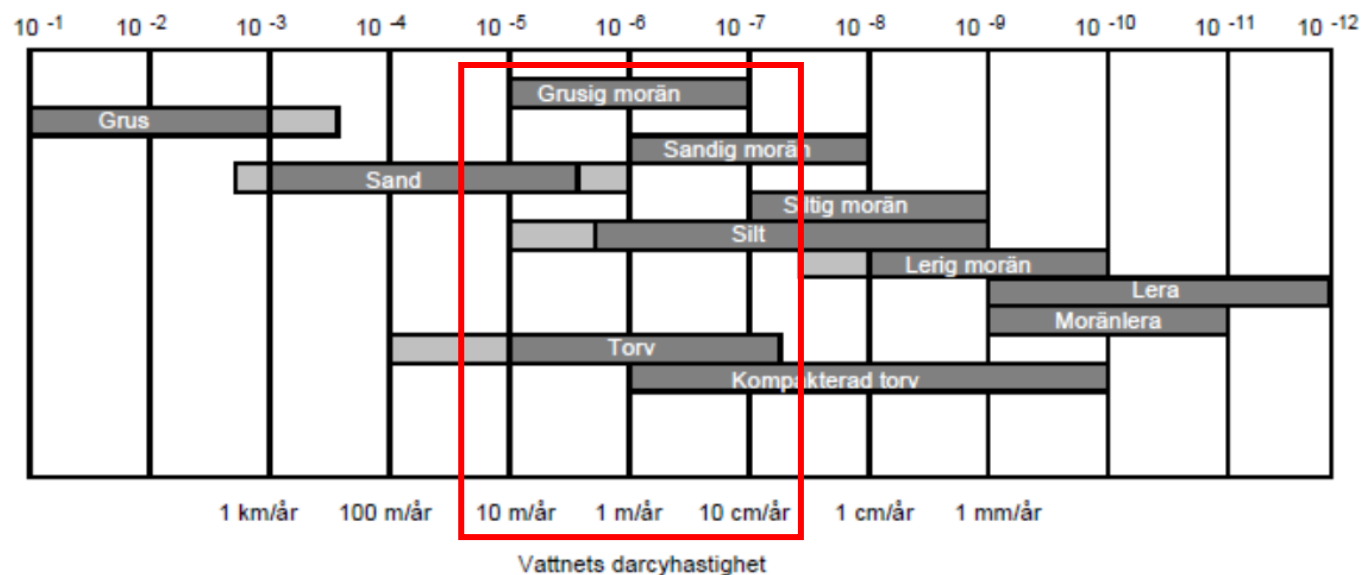 10 -1 10 -2 10 -3 10 -4 10 -5 10 -6 10 -7 10 -8 10 -9 10 -10 10 -11 10 -12
Grusig morän
Grus
Sandig morän
Sand
Siltig morän
Silt
Lerig morän
Lera
Moränlera
Torv
Kompakterad torv
1 km/år 100 m/år 10 m/år 1 m/år 10 cm/år 1 cm/år 1 mm/år
Vattnets darcyhastighet